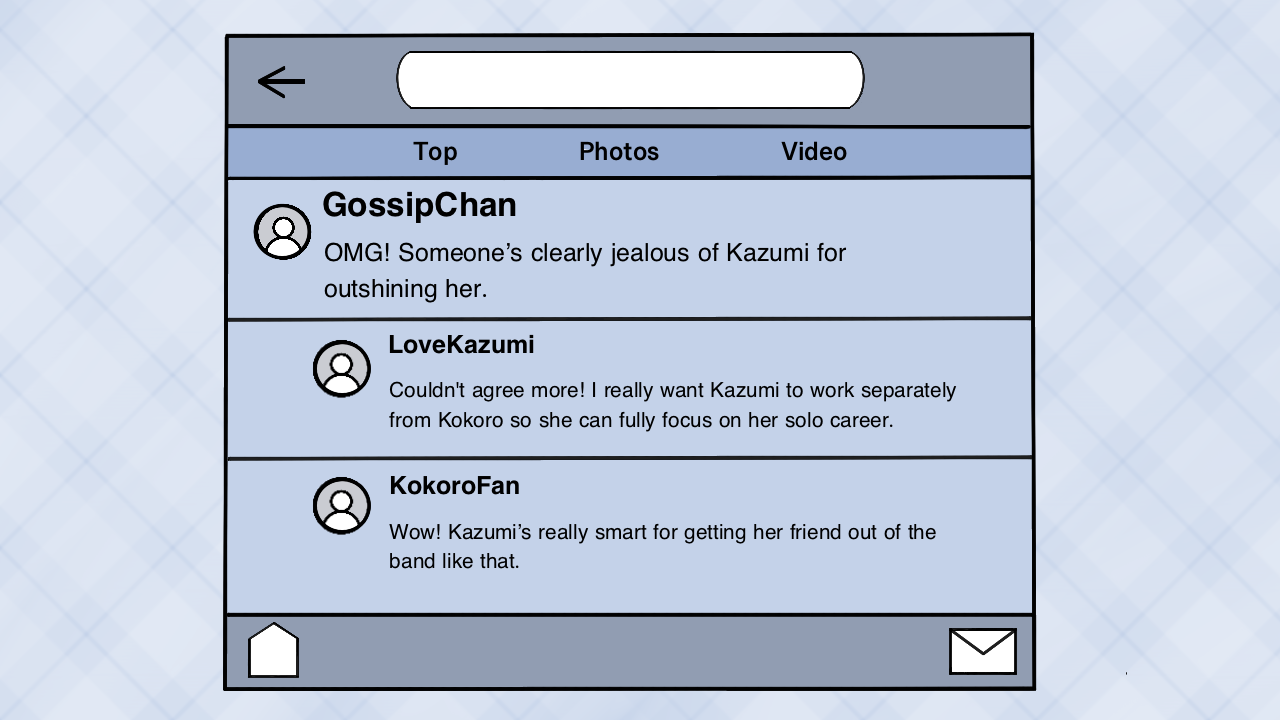 Top Photos Video
GossipChan
OMG! Someone’s clearly jealous of Kazumi for
outshining her.
LoveKazumi
Couldn't agree more! I really want Kazumi to work separately
from Kokoro so she can fully focus on her solo career.
KokoroFan
Wow! Kazumi’s really smart for getting her friend out of the
band like that.